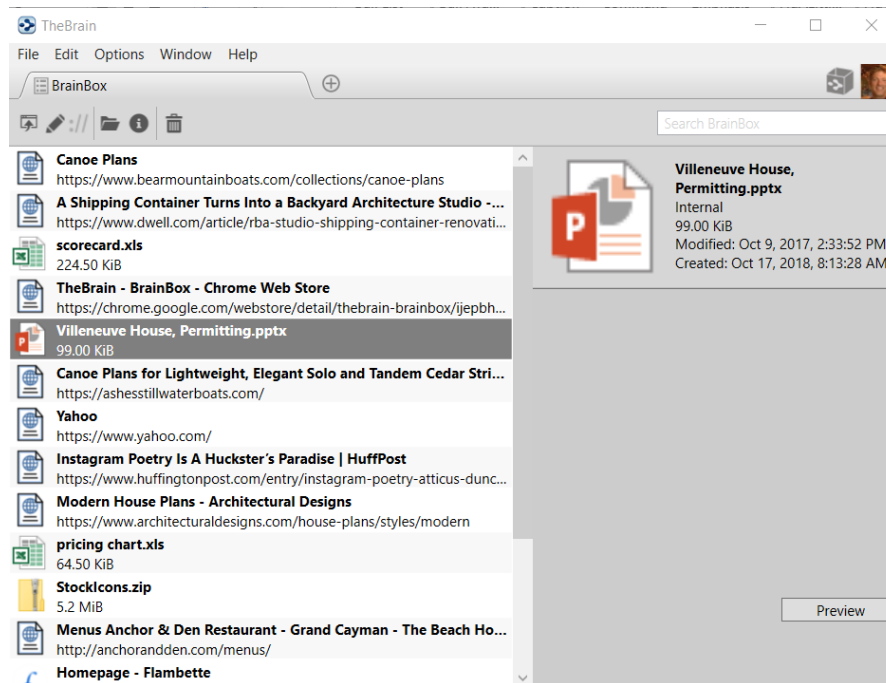 TheBrain
File Edit Options Window Help
BrainBox
Search BrainBox
Canoe Plans
https://www.bearmountainboats.com/collections/canoe-plans
A Shipping Container Turns Into a Backyard Architecture Studio -...
https://www.dwell.com/article/rba-studio-shipping-container-renovati...
scorecard.xls
224.50 KiB
TheBrain - BrainBox - Chrome Web Store
https://chrome.google.com/webstore/detail/thebrain-brainbox/ijepbh...
Villeneuve House, Permitting.pptx
99.00 KiB
Canoe Plans for Lightweight, Elegant Solo and Tandem Cedar Stri...
https://ashesstillwaterboats.com/
Yahoo
https://www.yahoo.com/
Instagram Poetry Is A Huckster’s Paradise | HuffPost
https://www.huffingtonpost.com/entry/instagram-poetry-atticus-dunc...
Modern House Plans - Architectural Designs
https://www.architecturaldesigns.com/house-plans/styles/modern
pricing chart.xls
64.50 KiB
StockIcons.zip
5.2 MiB
Menus Anchor & Den Restaurant - Grand Cayman - The Beach Ho...
http://anchorandden.com/menus/
Homepage - Flambette
P
Villeneuve House,
Permitting.pptx
Internal
99.00 KiB
Modified: Oct 9, 2017, 2:33:52 PM
Created: Oct 17, 2018, 8:13:28 AM
Preview